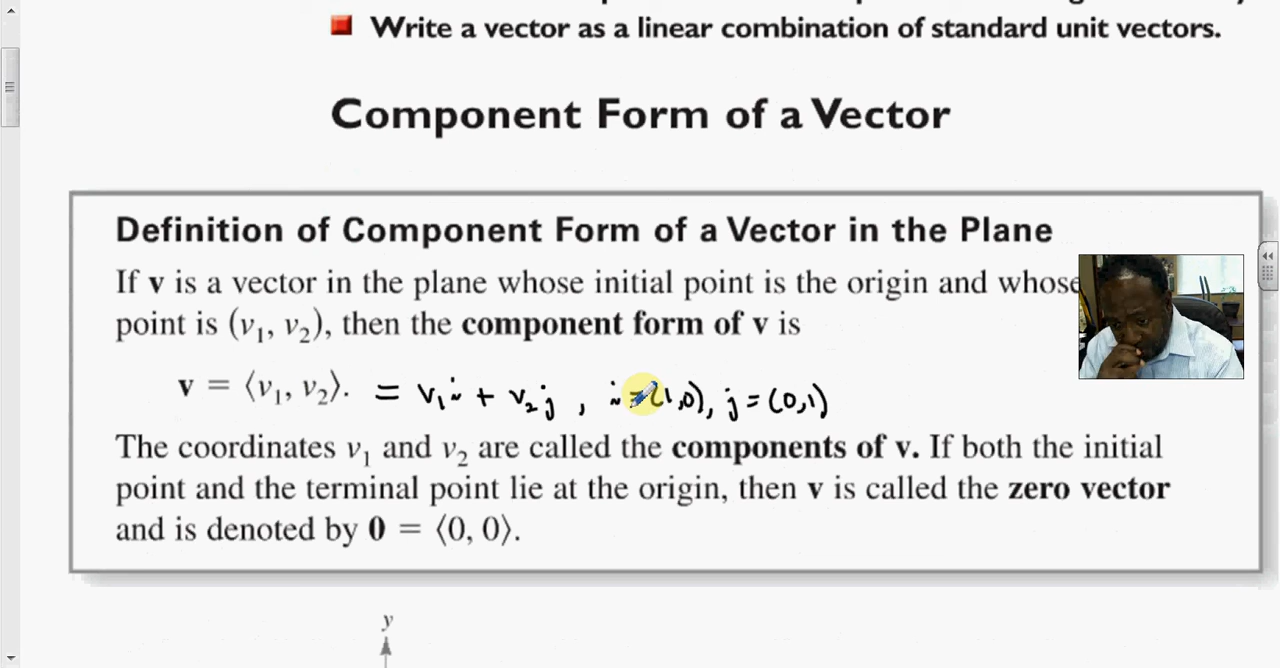 Write a vector as a linear combination of standard unit vectors.
Component Form of a Vector
Definition of Component Form of a Vector in the Plane
If v is a vector in the plane whose initial point is the origin and whose
point is (v₁, v₂), then the component form of v is
v = ⟨v₁, v₂⟩. = v₁i + v₂j , i = (1,0), j = (0,1)
The coordinates v₁ and v₂ are called the components of v. If both the initial
point and the terminal point lie at the origin, then v is called the zero vector
and is denoted by 0 = ⟨0, 0⟩.
y